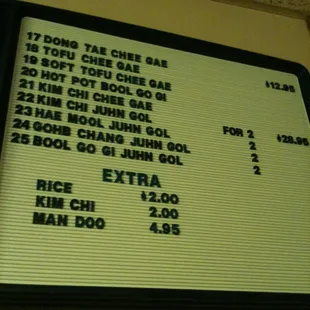 17 DONG TAE CHEE GAE
18 TOFU CHEE GAE $12.95
19 SOFT TOFU CHEE GAE
20 HOT POT BOOL GO GI
21 KIM CHI CHEE GAE
22 KIM CHI JUHN GOL FOR 2 $28.95
23 HAE MOOL JUHN GOL 2
24 GOHB CHANG JUHN GOL 2
25 BOOL GO GI JUHN GOL 2
EXTRA
RICE $2.00
KIM CHI 2.00
MAN DOO 4.95